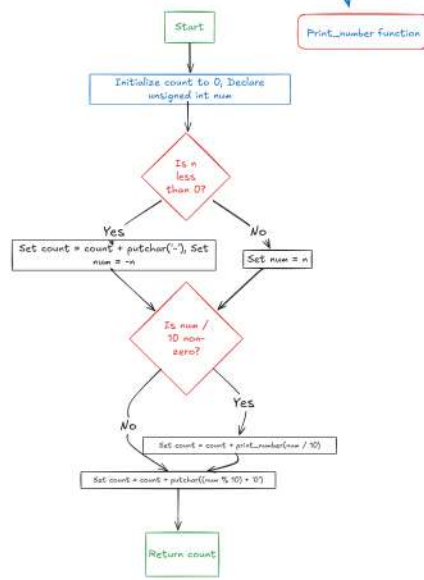 Start
Print_number function
Initialize count to 0, Declare
unsigned int num
Is n
less
than 0?
Yes
No
Set count = count + putchar('-'), Set
num = -n
Set num = n
Is num /
10 non-
zero?
Yes
No
Set count = count + print_number(num / 10)
Set count = count + putchar((num % 10) + '0')
Return count